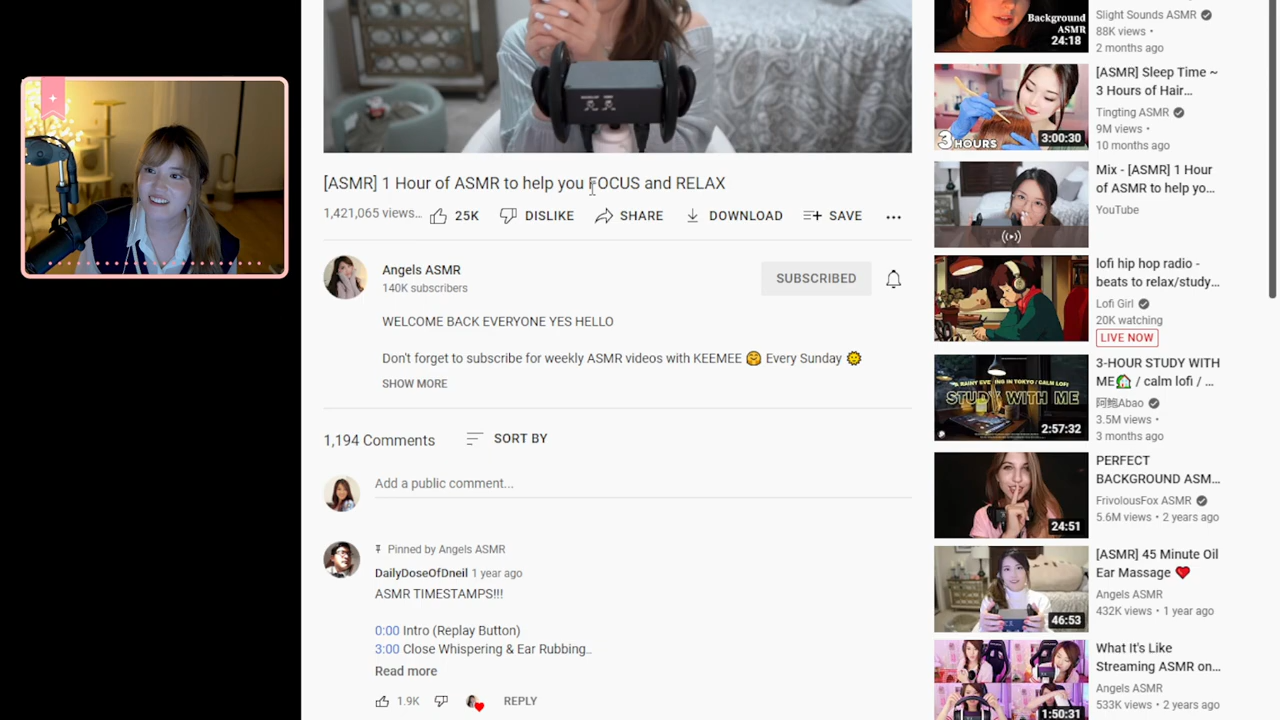 [ASMR] 1 Hour of ASMR to help you FOCUS and RELAX
1,421,065 views...
25K
DISLIKE
SHARE
DOWNLOAD
SAVE
Angels ASMR
140K subscribers
SUBSCRIBED
WELCOME BACK EVERYONE YES HELLO
Don't forget to subscribe for weekly ASMR videos with KEEMEE 🤗 Every Sunday 🌞
SHOW MORE
1,194 Comments
SORT BY
Add a public comment...
Pinned by Angels ASMR
DailyDoseOfDneil 1 year ago
ASMR TIMESTAMPS!!!
0:00 Intro (Replay Button)
3:00 Close Whispering & Ear Rubbing..
Read more
1.9K
REPLY
Background
ASMR
24:18
Slight Sounds ASMR
88K views •
2 months ago
3 HOURS
3:00:30
[ASMR] Sleep Time ~
3 Hours of Hair...
Tingting ASMR
9M views •
10 months ago
Mix - [ASMR] 1 Hour
of ASMR to help yo...
YouTube
lofi hip hop radio -
beats to relax/study...
Lofi Girl
20K watching
LIVE NOW
A RAINY EVENING IN TOKYO / CALM LOFI
STUDY WITH ME
2:57:32
3-HOUR STUDY WITH
ME🏠 / calm lofi / ...
阿鲍Abao
3.5M views •
3 months ago
24:51
PERFECT
BACKGROUND ASM...
FrivolousFox ASMR
5.6M views • 2 years ago
46:53
[ASMR] 45 Minute Oil
Ear Massage ❤️
Angels ASMR
432K views • 1 year ago
1:50:31
What It's Like
Streaming ASMR on...
Angels ASMR
533K views • 2 years ago